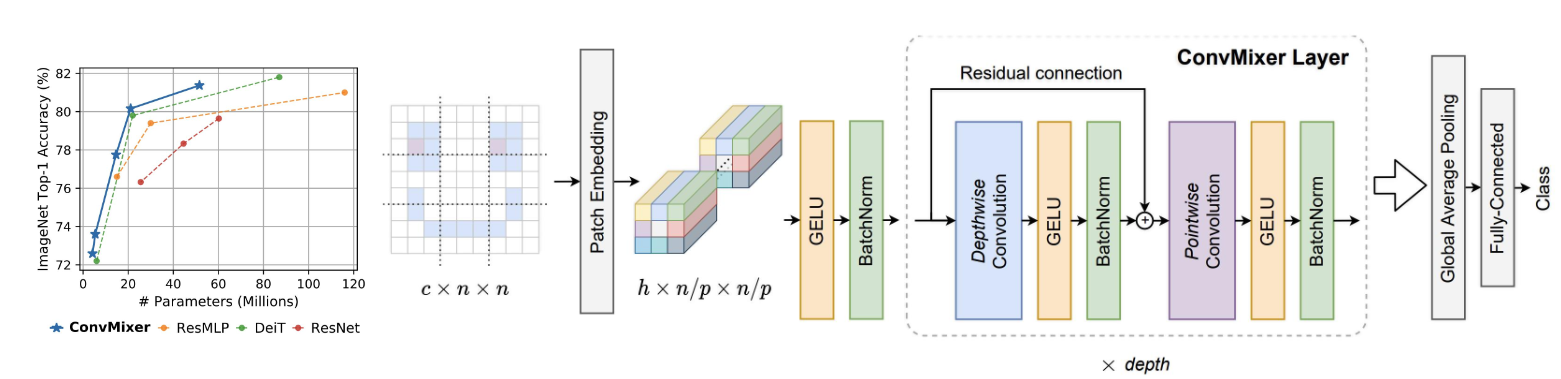 ImageNet Top-1 Accuracy (%)
82
80
78
76
74
72
0 20 40 60 80 100 120
# Parameters (Millions)
ConvMixer ResMLP DeiT ResNet
c × n × n
Patch Embedding
h × n/p × n/p
GELU
BatchNorm
ConvMixer Layer
Residual connection
Depthwise
Convolution
GELU
BatchNorm
+
Pointwise
Convolution
GELU
BatchNorm
× depth
Global Average Pooling
Fully-Connected
Class